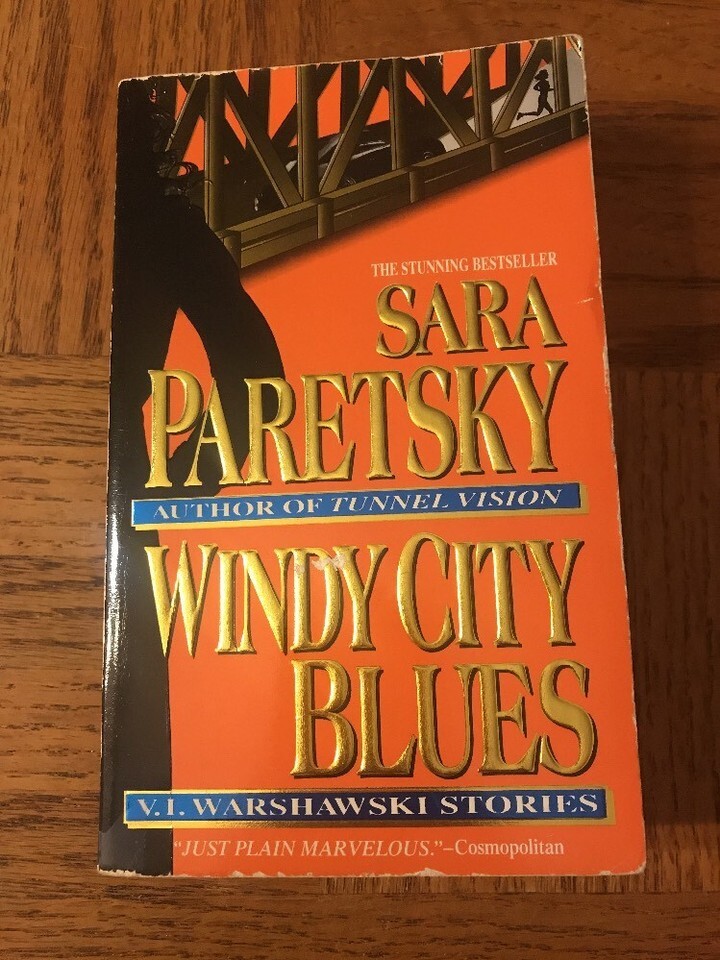 THE STUNNING BESTSELLER
SARA
PARETSKY
AUTHOR OF TUNNEL VISION
WINDY CITY
BLUES
V.I. WARSHAWSKI STORIES
"JUST PLAIN MARVELOUS."–Cosmopolitan